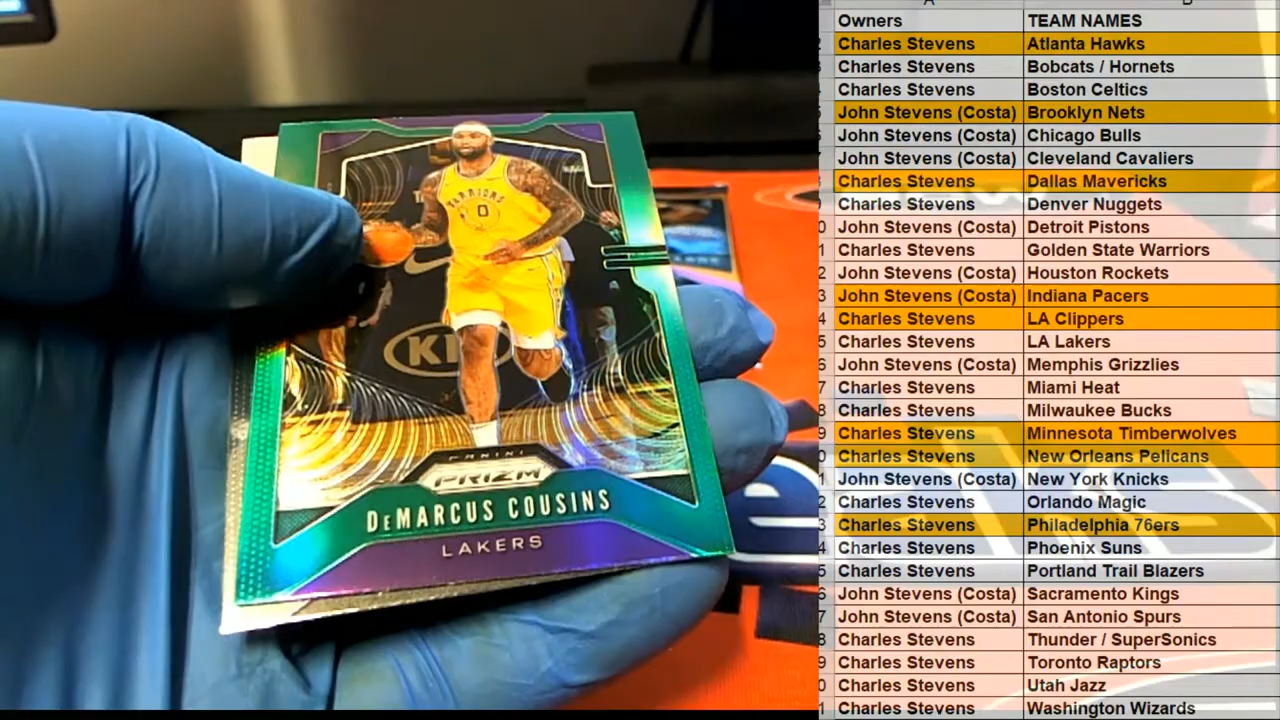 WARRIORS
0
KI
PANINI
PRIZM
DEMARCUS COUSINS
LAKERS
Owners TEAM NAMES
Charles Stevens Atlanta Hawks
Charles Stevens Bobcats / Hornets
Charles Stevens Boston Celtics
John Stevens (Costa) Brooklyn Nets
John Stevens (Costa) Chicago Bulls
John Stevens (Costa) Cleveland Cavaliers
Charles Stevens Dallas Mavericks
Charles Stevens Denver Nuggets
John Stevens (Costa) Detroit Pistons
Charles Stevens Golden State Warriors
John Stevens (Costa) Houston Rockets
John Stevens (Costa) Indiana Pacers
Charles Stevens LA Clippers
Charles Stevens LA Lakers
John Stevens (Costa) Memphis Grizzlies
Charles Stevens Miami Heat
Charles Stevens Milwaukee Bucks
Charles Stevens Minnesota Timberwolves
Charles Stevens New Orleans Pelicans
John Stevens (Costa) New York Knicks
Charles Stevens Orlando Magic
Charles Stevens Philadelphia 76ers
Charles Stevens Phoenix Suns
Charles Stevens Portland Trail Blazers
John Stevens (Costa) Sacramento Kings
John Stevens (Costa) San Antonio Spurs
Charles Stevens Thunder / SuperSonics
Charles Stevens Toronto Raptors
Charles Stevens Utah Jazz
Charles Stevens Washington Wizards